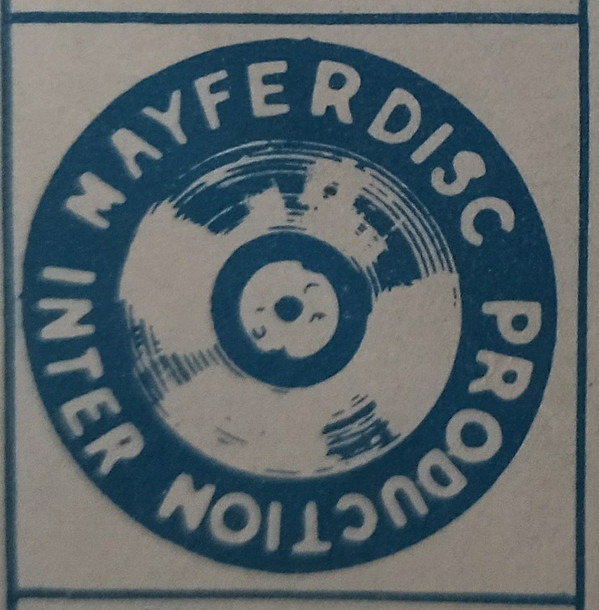 INTER MAYFERDISC PRODUCTION